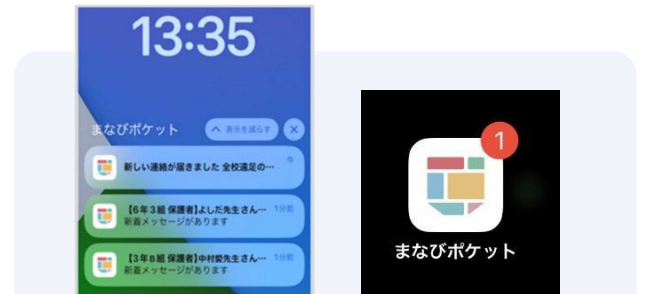 13:35
まなびポケット
表示を減らす
新しい連絡が届きました 全校遠足の…
今
【6年3組 保護者】よしだ先生さん… 1分前
新着メッセージがあります
【3年B組 保護者】中村愛先生さん… 1分前
新着メッセージがあります
1
まなびポケット